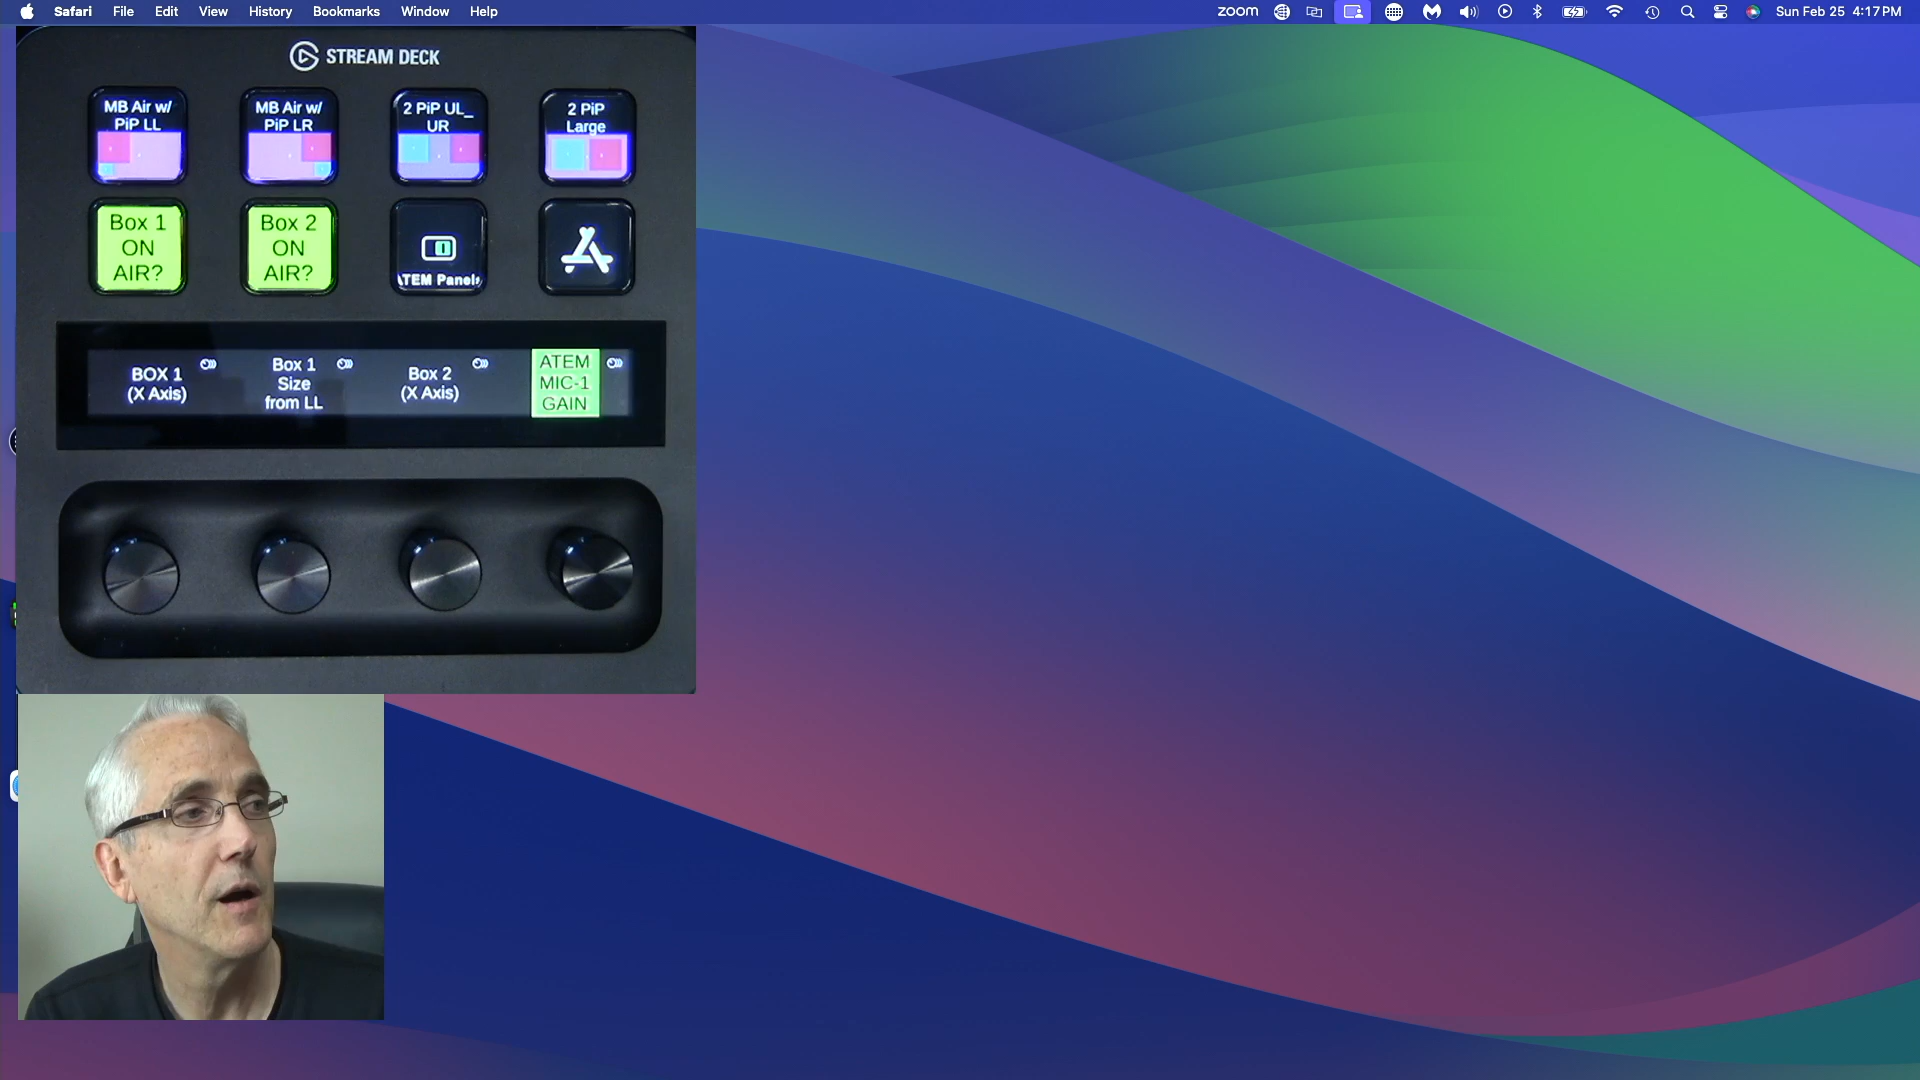 Safari File Edit View History Bookmarks Window Help
zoom
Sun Feb 25 4:17 PM
STREAM DECK
MB Air w/
PiP LL
MB Air w/
PiP LR
2 PiP UL_
UR
2 PiP
Large
Box 1
ON
AIR?
Box 2
ON
AIR?
ATEM Panels
BOX 1
(X Axis)
Box 1
Size
from LL
Box 2
(X Axis)
ATEM
MIC-1
GAIN